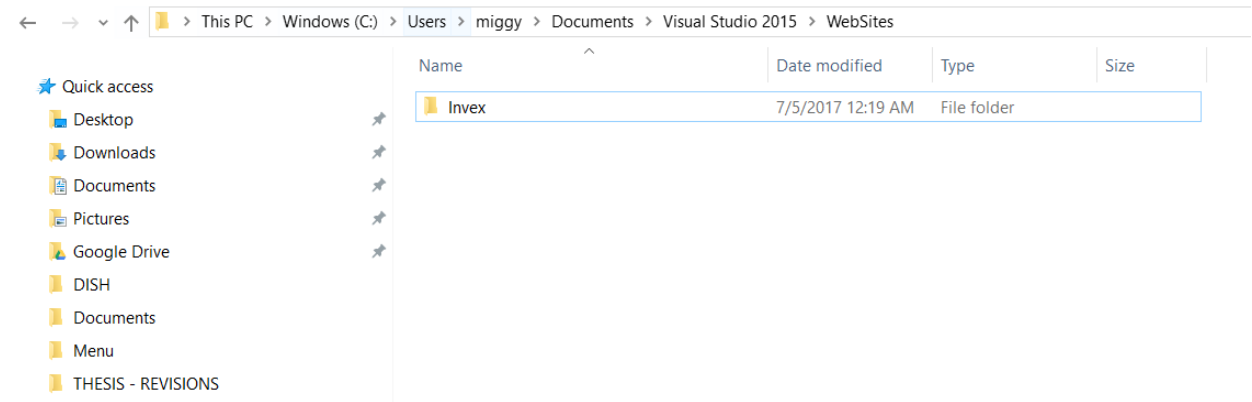 This PC > Windows (C:) > Users > miggy > Documents > Visual Studio 2015 > WebSites
Name Date modified Type Size
Quick access
Desktop
Downloads
Documents
Pictures
Google Drive
DISH
Documents
Menu
THESIS - REVISIONS
Invex 7/5/2017 12:19 AM File folder